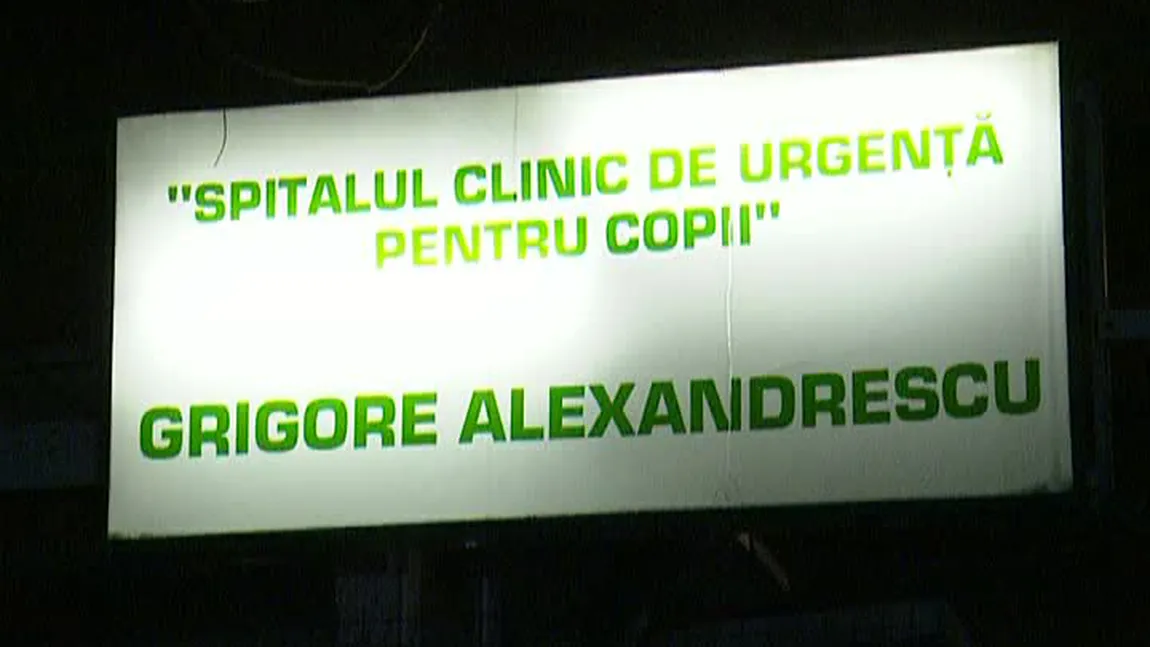 "SPITALUL CLINIC DE URGENȚĂ
PENTRU COPII"
GRIGORE ALEXANDRESCU